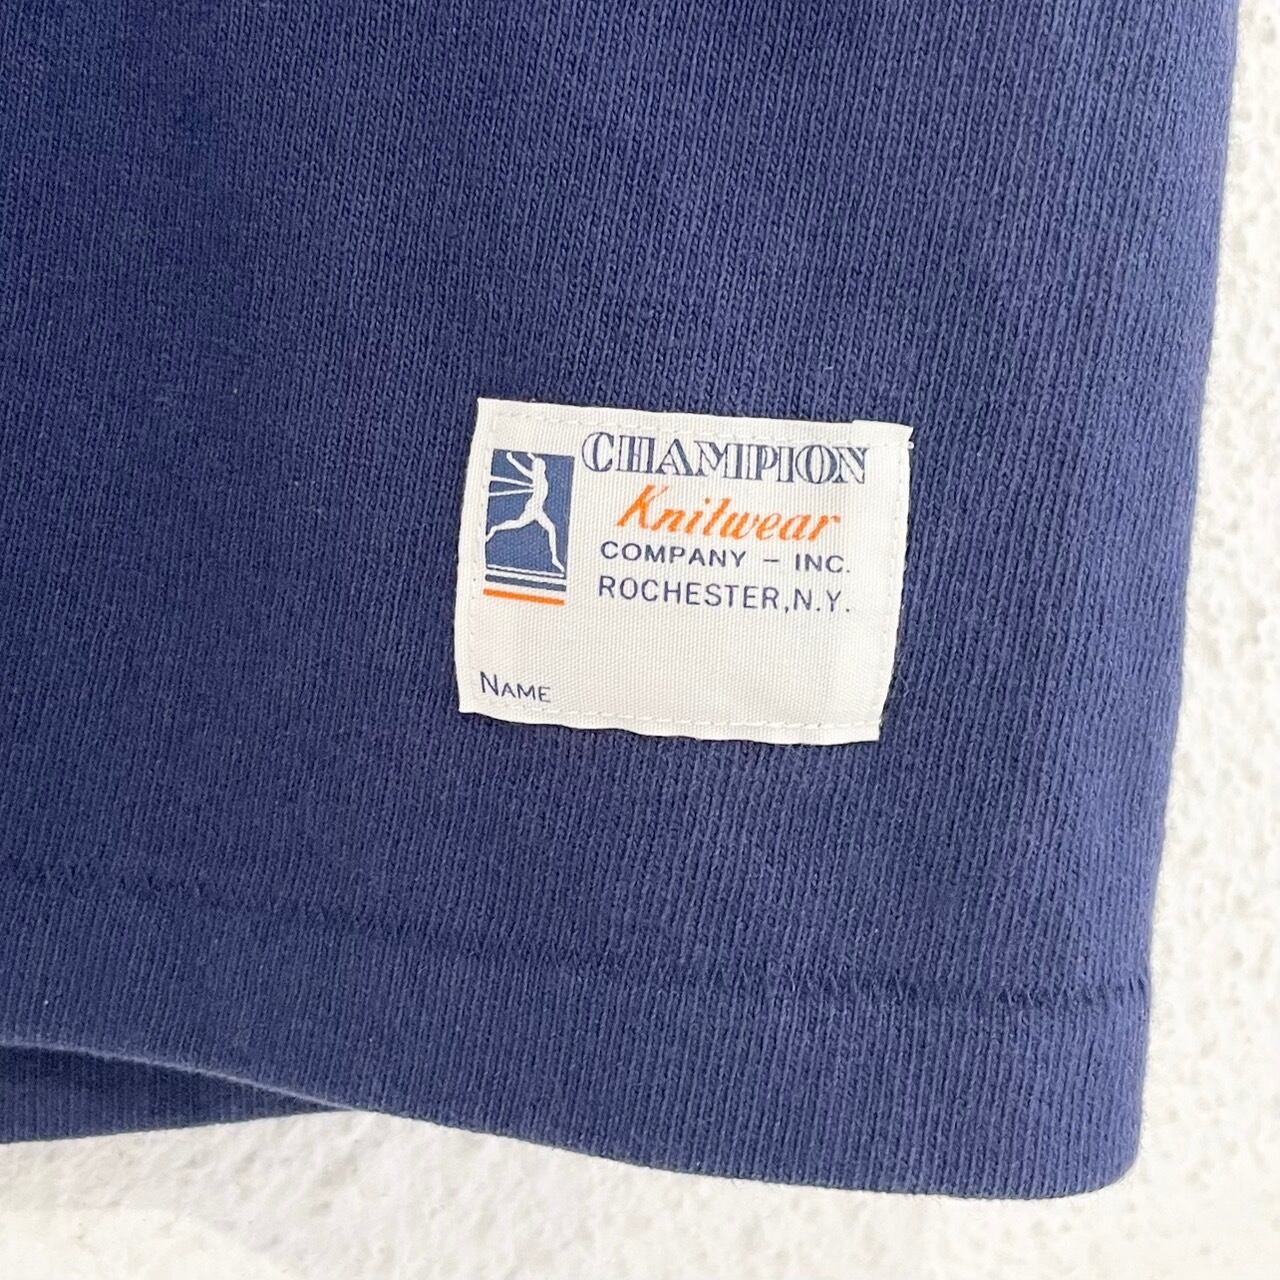 CHAMPION
Knitwear
COMPANY – INC.
ROCHESTER, N.Y.
NAME